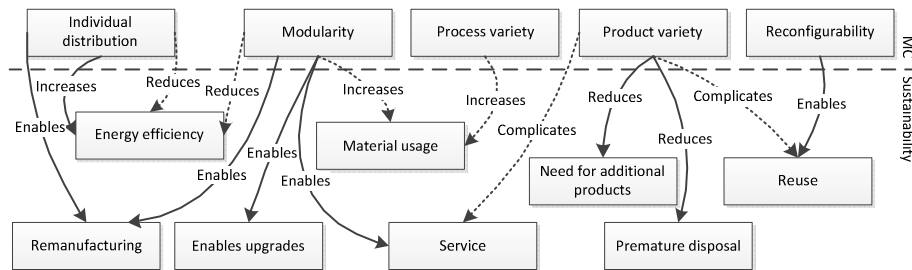 Individual
distribution
Modularity
Process variety
Product variety
Reconfigurability
MC
Sustainability
Increases
Reduces
Reduces
Increases
Increases
Reduces
Complicates
Enables
Enables
Energy efficiency
Material usage
Complicates
Enables
Enables
Enables
Reduces
Need for additional
products
Reuse
Remanufacturing
Enables upgrades
Service
Premature disposal